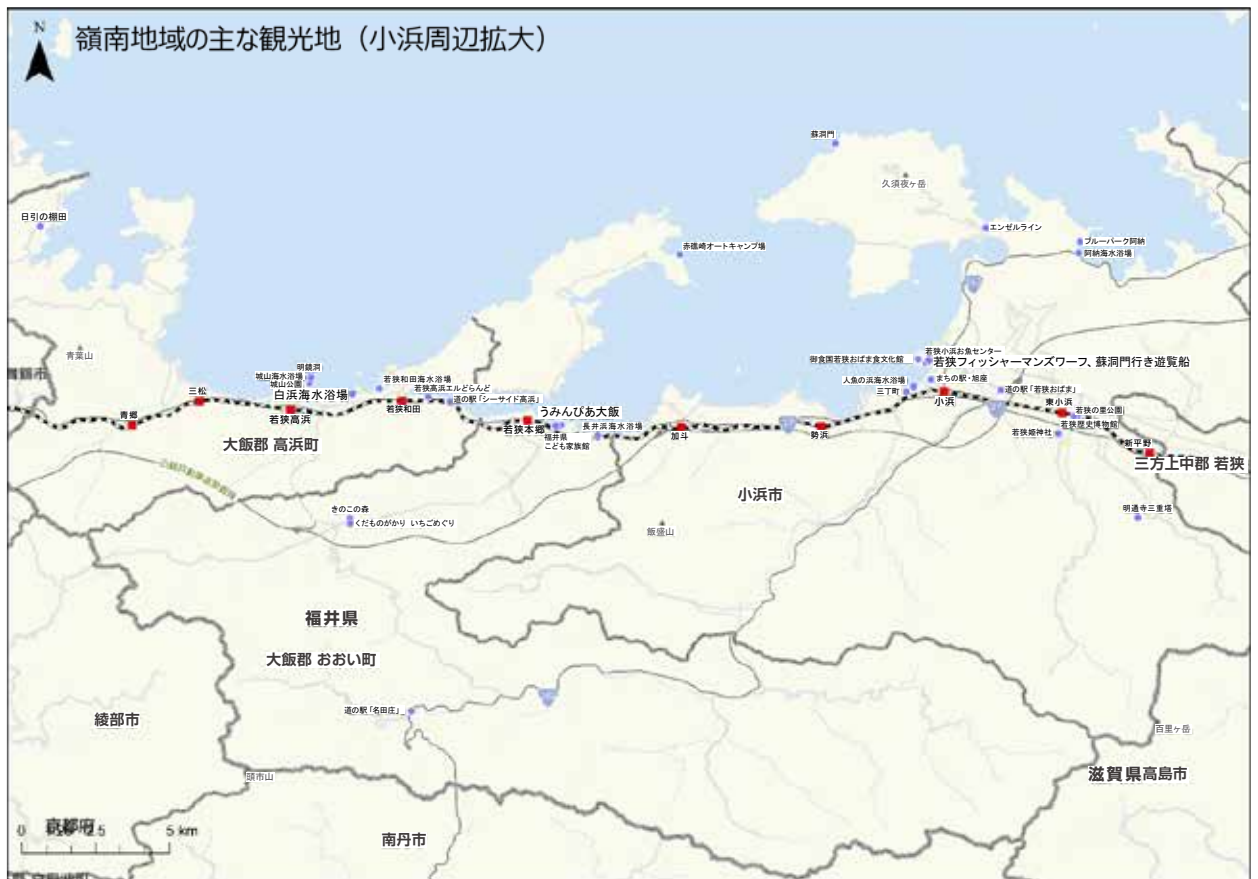 N
嶺南地域の主な観光地（小浜周辺拡大）
蘇洞門
久須夜ヶ岳
日引の棚田
エンゼルライン
ブルーパーク阿納
阿納海水浴場
赤礁崎オートキャンプ場
青葉山
明鏡洞
城山海水浴場
城山公園
白浜海水浴場
若狭和田海水浴場
若狭高浜エルどらんど
道の駅「シーサイド高浜」
御食国若狭おばま食文化館
若狭小浜お魚センター
若狭フィッシャーマンズワーフ、蘇洞門行き遊覧船
人魚の浜海水浴場
まちの駅・旭座
三丁町
道の駅「若狭おばま」
三松
青郷
若狭高浜
若狭和田
若狭本郷
うみんぴあ大飯
福井県
こども家族館
長井浜海水浴場
加斗
勢浜
小浜
東小浜
若狭の里公園
若狭歴史博物館
若狭姫神社
新平野
三方上中郡 若狭
大飯郡 高浜町
小浜市
明通寺三重塔
きのこの森
くだものがかり いちごめぐり
飯盛山
福井県
大飯郡 おおい町
道の駅「名田庄」
綾部市
百里ヶ岳
頭巾山
滋賀県高島市
南丹市
京都府
0
2.5
5 km